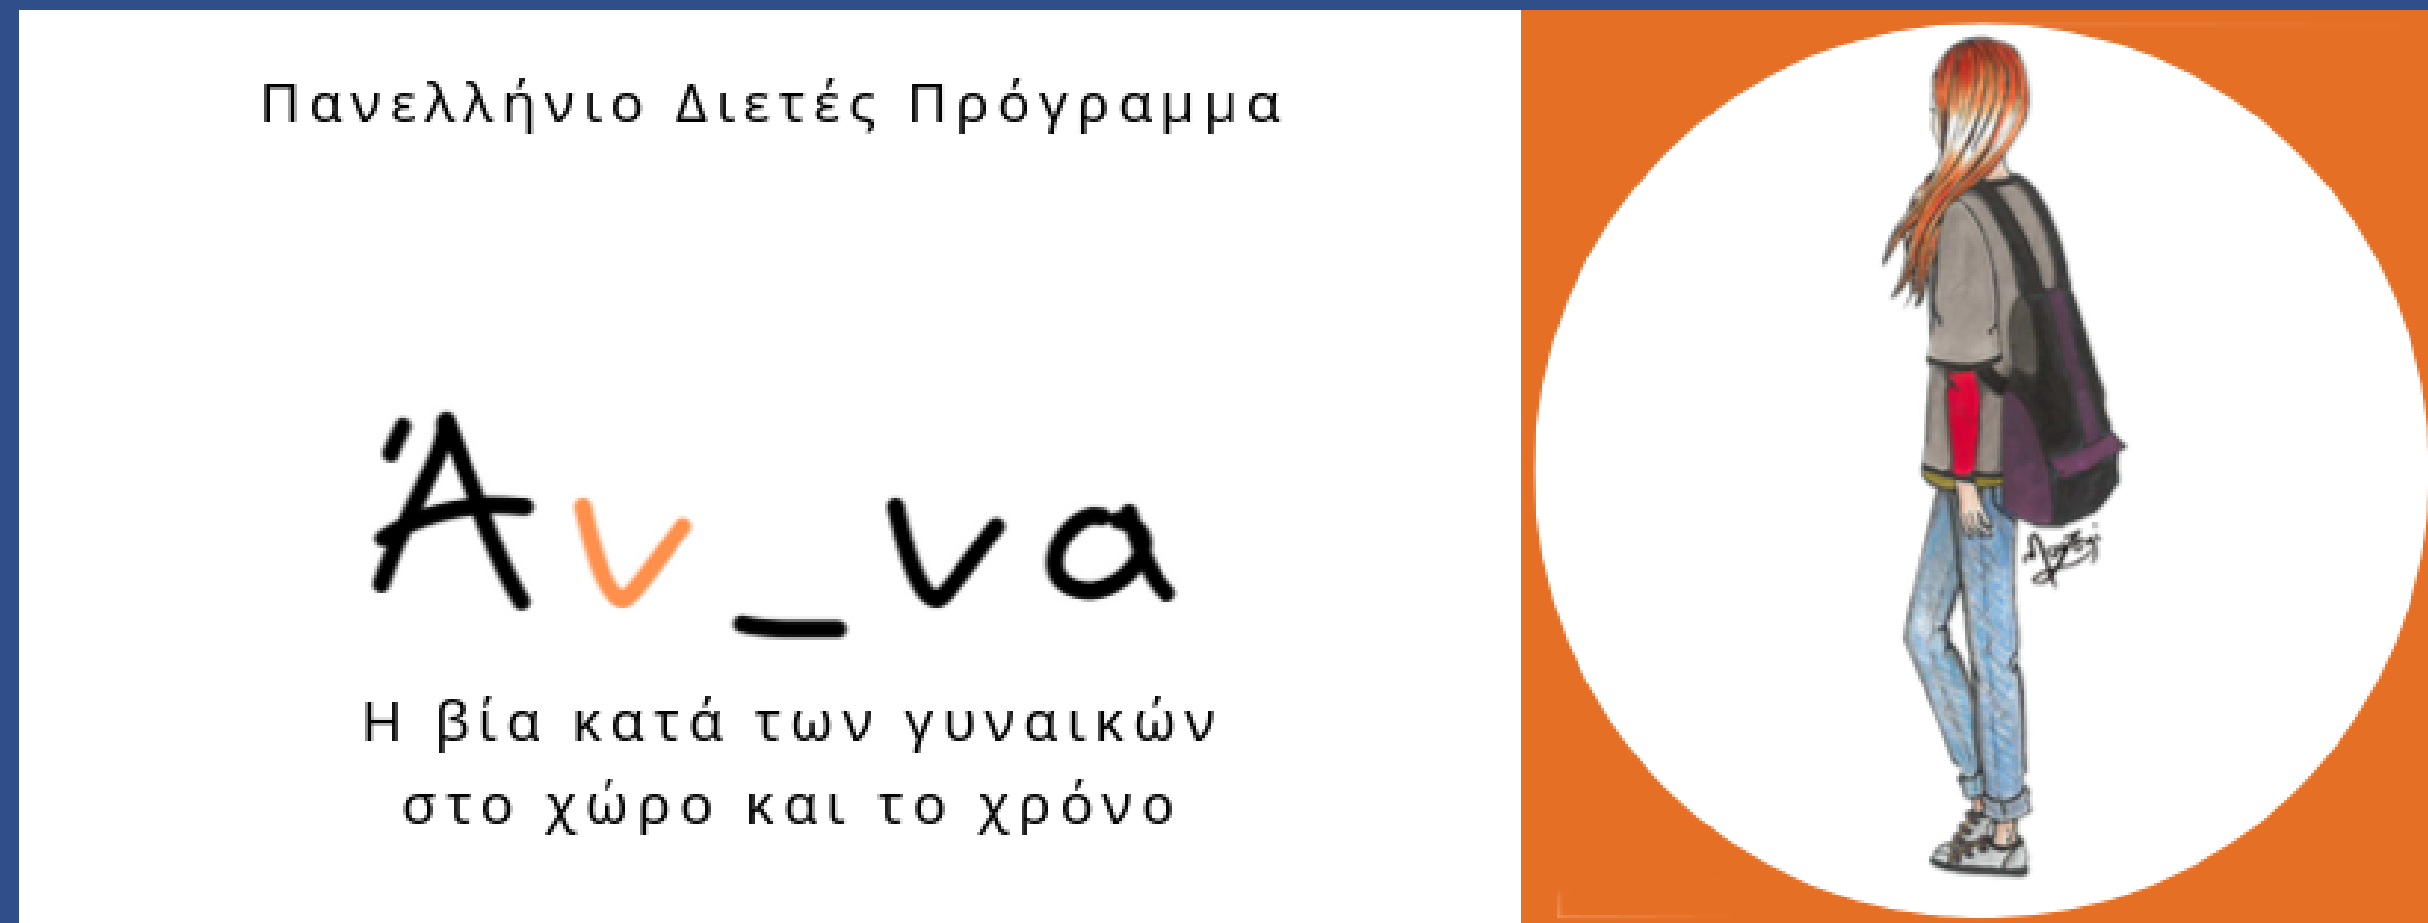 Πανελλήνιο Διετές Πρόγραμμα
Άν_να
Η βία κατά των γυναικών
στο χώρο και το χρόνο